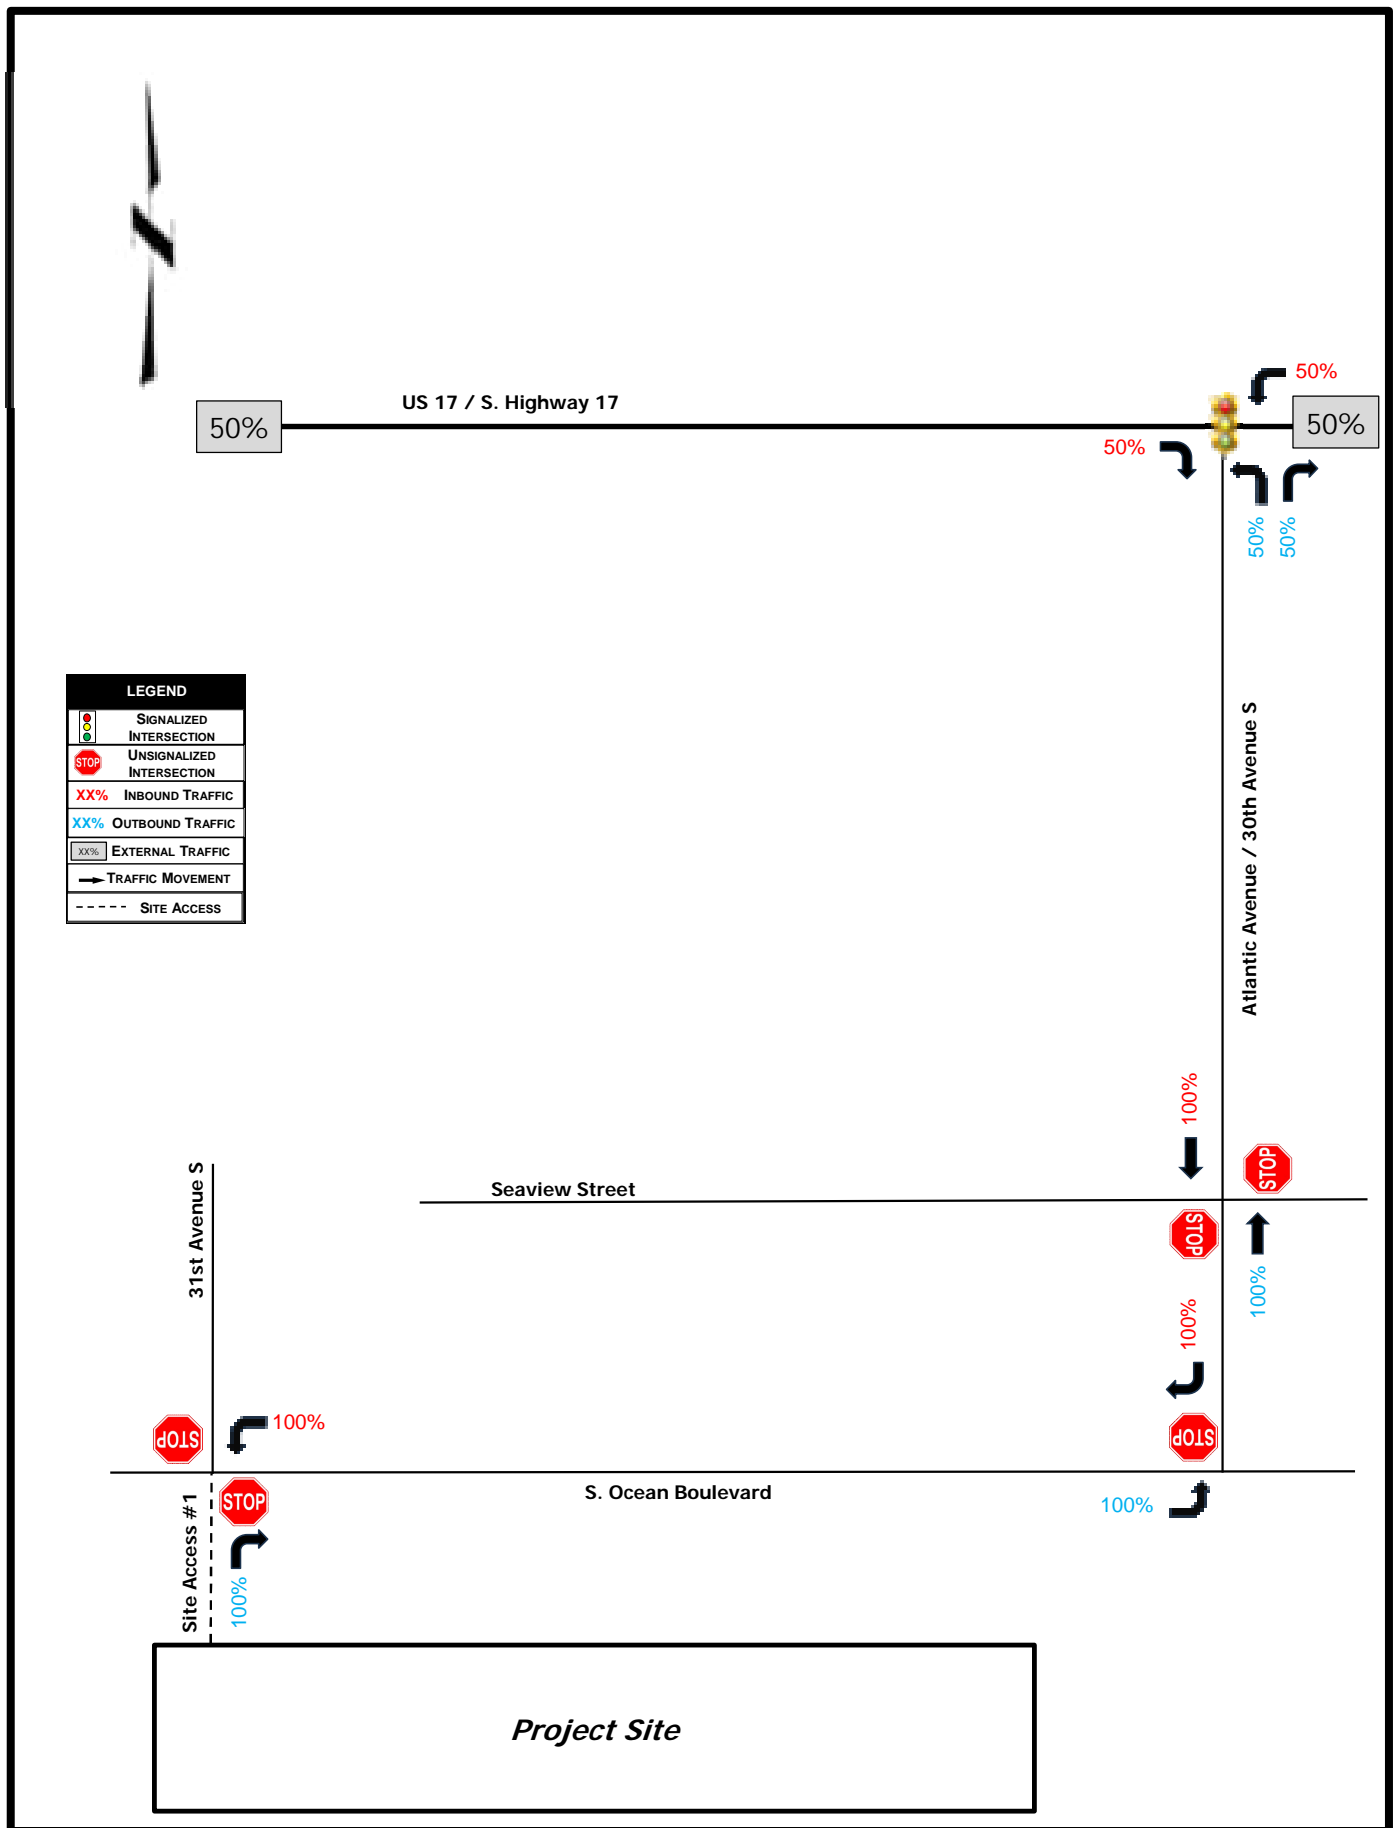 N
50%
US 17 / S. Highway 17
50%
50%
50%
50%
50%
LEGEND
SIGNALIZED
INTERSECTION
STOP
UNSIGNALIZED
INTERSECTION
XX% INBOUND TRAFFIC
XX% OUTBOUND TRAFFIC
XX% EXTERNAL TRAFFIC
TRAFFIC MOVEMENT
SITE ACCESS
Atlantic Avenue / 30th Avenue S
100%
STOP
Seaview Street
31st Avenue S
STOP
100%
100%
STOP
100%
STOP
S. Ocean Boulevard
100%
Site Access #1
STOP
100%
Project Site